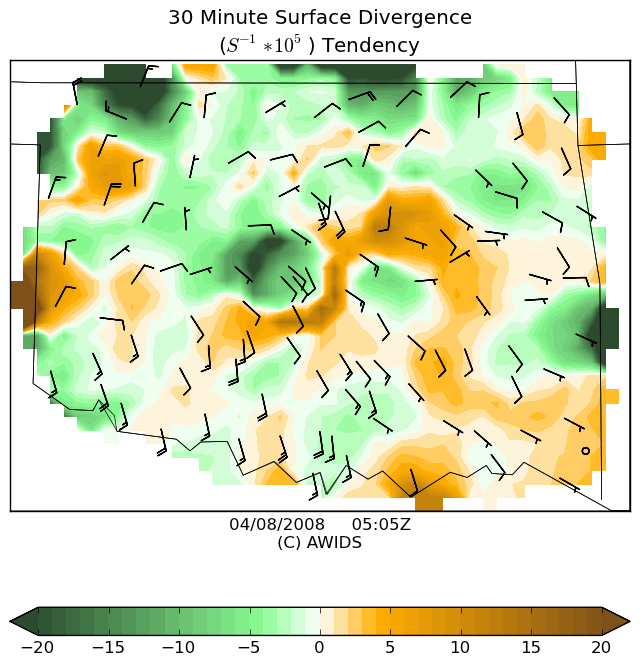 30 Minute Surface Divergence
(S⁻¹ * 10⁵ ) Tendency
04/08/2008 05:05Z
(C) AWIDS
−20 −15 −10 −5 0 5 10 15 20